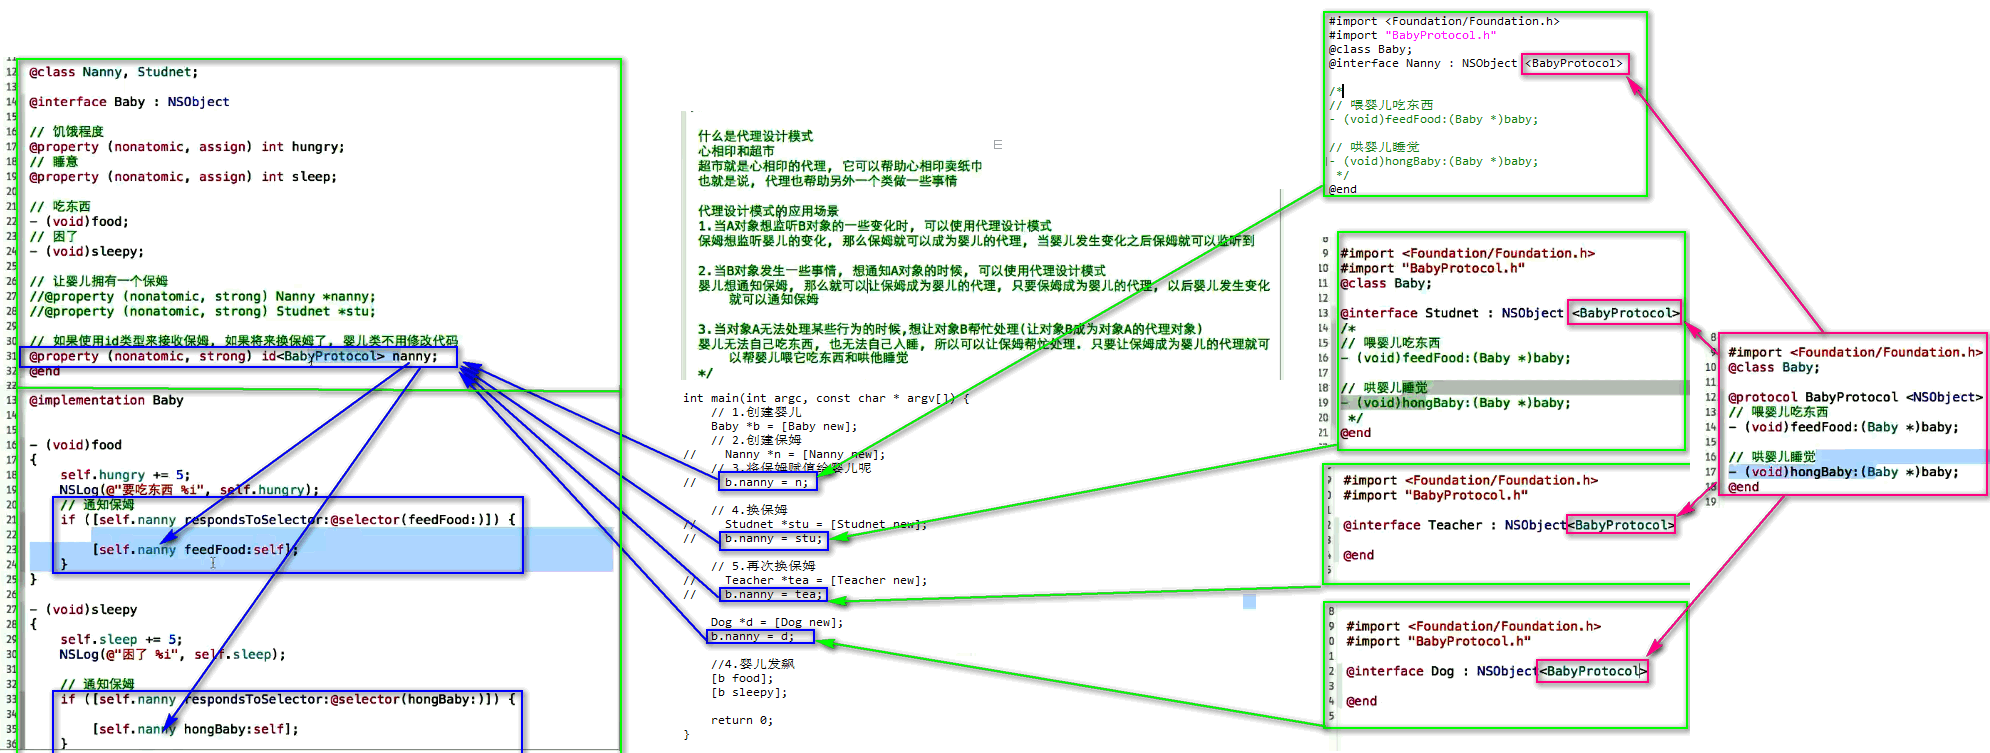 @class Nanny, Studnet;
@interface Baby : NSObject
// 饥饿程度
@property (nonatomic, assign) int hungry;
// 睡意
@property (nonatomic, assign) int sleep;
// 吃东西
- (void)food;
// 困了
- (void)sleepy;
// 让婴儿拥有一个保姆
//@property (nonatomic, strong) Nanny *nanny;
//@property (nonatomic, strong) Studnet *stu;
// 如果使用id类型来接收保姆, 如果将来换保姆了, 婴儿类不用修改代码
@property (nonatomic, strong) id<BabyProtocol> nanny;
@end
@implementation Baby
- (void)food
{
self.hungry += 5;
NSLog(@"要吃东西 %i", self.hungry);
// 通知保姆
if ([self.nanny respondsToSelector:@selector(feedFood:)]) {
[self.nanny feedFood:self];
}
}
- (void)sleepy
{
self.sleep += 5;
NSLog(@"困了 %i", self.sleep);
// 通知保姆
if ([self.nanny respondsToSelector:@selector(hongBaby:)]) {
[self.nanny hongBaby:self];
}
什么是代理设计模式
心相印和超市
超市就是心相印的代理, 它可以帮助心相印卖纸巾
也就是说, 代理也帮助另外一个类做一些事情
代理设计模式的应用场景
1.当A对象想监听B对象的一些变化时, 可以使用代理设计模式
保姆想监听婴儿的变化, 那么保姆就可以成为婴儿的代理, 当婴儿发生变化之后保姆就可以监听到
2.当B对象发生一些事情, 想通知A对象的时候, 可以使用代理设计模式
婴儿想通知保姆, 那么就可以让保姆成为婴儿的代理, 只要保姆成为婴儿的代理, 以后婴儿发生变化
就可以通知保姆
3.当对象A无法处理某些行为的时候,想让对象B帮忙处理(让对象B成为对象A的代理对象)
婴儿无法自己吃东西, 也无法自己入睡, 所以可以让保姆帮忙处理. 只要让保姆成为婴儿的代理就可
以帮婴儿喂它吃东西和哄他睡觉
*/
int main(int argc, const char * argv[]) {
// 1.创建婴儿
Baby *b = [Baby new];
// 2.创建保姆
// Nanny *n = [Nanny new];
// 3.将保姆赋值给婴儿呢
// b.nanny = n;
// 4.换保姆
// Studnet *stu = [Studnet new];
// b.nanny = stu;
// 5.再次换保姆
// Teacher *tea = [Teacher new];
// b.nanny = tea;
Dog *d = [Dog new];
b.nanny = d;
//4.婴儿发飙
[b food];
[b sleepy];
return 0;
}
#import <Foundation/Foundation.h>
#import "BabyProtocol.h"
@class Baby;
@interface Nanny : NSObject <BabyProtocol>
/*
// 喂婴儿吃东西
- (void)feedFood:(Baby *)baby;
// 哄婴儿睡觉
- (void)hongBaby:(Baby *)baby;
*/
@end
#import <Foundation/Foundation.h>
#import "BabyProtocol.h"
@class Baby;
@interface Studnet : NSObject <BabyProtocol>
/*
// 喂婴儿吃东西
- (void)feedFood:(Baby *)baby;
// 哄婴儿睡觉
- (void)hongBaby:(Baby *)baby;
*/
@end
#import <Foundation/Foundation.h>
#import "BabyProtocol.h"
@interface Teacher : NSObject<BabyProtocol>
@end
#import <Foundation/Foundation.h>
#import "BabyProtocol.h"
@interface Dog : NSObject<BabyProtocol>
@end
#import <Foundation/Foundation.h>
@class Baby;
@protocol BabyProtocol <NSObject>
// 喂婴儿吃东西
- (void)feedFood:(Baby *)baby;
// 哄婴儿睡觉
- (void)hongBaby:(Baby *)baby;
@end